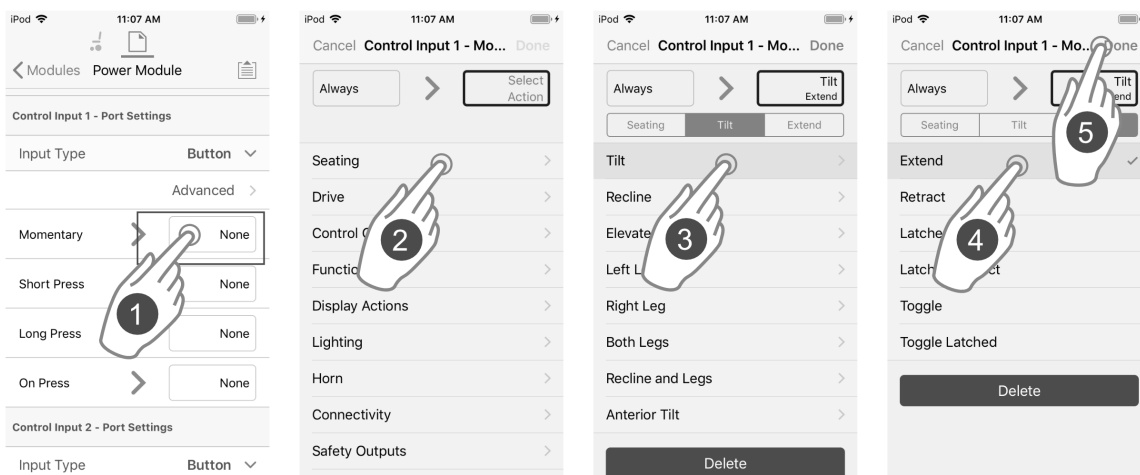 iPod 11:07 AM
Modules Power Module
Control Input 1 - Port Settings
Input Type Button
Advanced
Momentary None
Short Press None
Long Press None
On Press None
Control Input 2 - Port Settings
Input Type Button
1
iPod 11:07 AM
Cancel Control Input 1 - Mo... Done
Always Select
Action
Seating
Drive
Control
Display Actions
Lighting
Horn
Connectivity
Safety Outputs
2
iPod 11:07 AM
Cancel Control Input 1 - Mo... Done
Always Tilt
Extend
Seating Tilt Extend
Tilt
Recline
Elevate
Left
Right Leg
Both Legs
Recline and Legs
Anterior Tilt
Delete
3
iPod 11:07 AM
Cancel Control Input 1 - Mo...
Always Tilt
Seating Tilt
Extend
Retract
Toggle
Toggle Latched
Delete
4
5